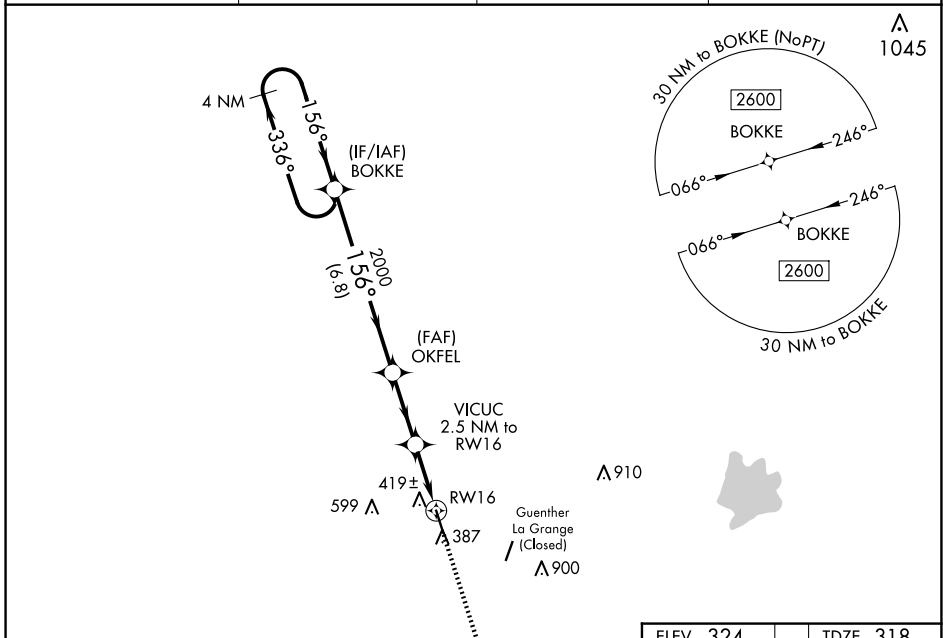 1045
30 NM to BOKKE (NoPT)
2600
BOKKE
246°
066°
246°
066°
BOKKE
2600
30 NM to BOKKE
4 NM
156°
336°
(IF/IAF)
BOKKE
2000
156°
(6.8)
(FAF)
OKFEL
VICUC
2.5 NM to
RW16
910
419±
599
RW16
387
Guenther
La Grange
(Closed)
900
ELEV 324
TDZE 318